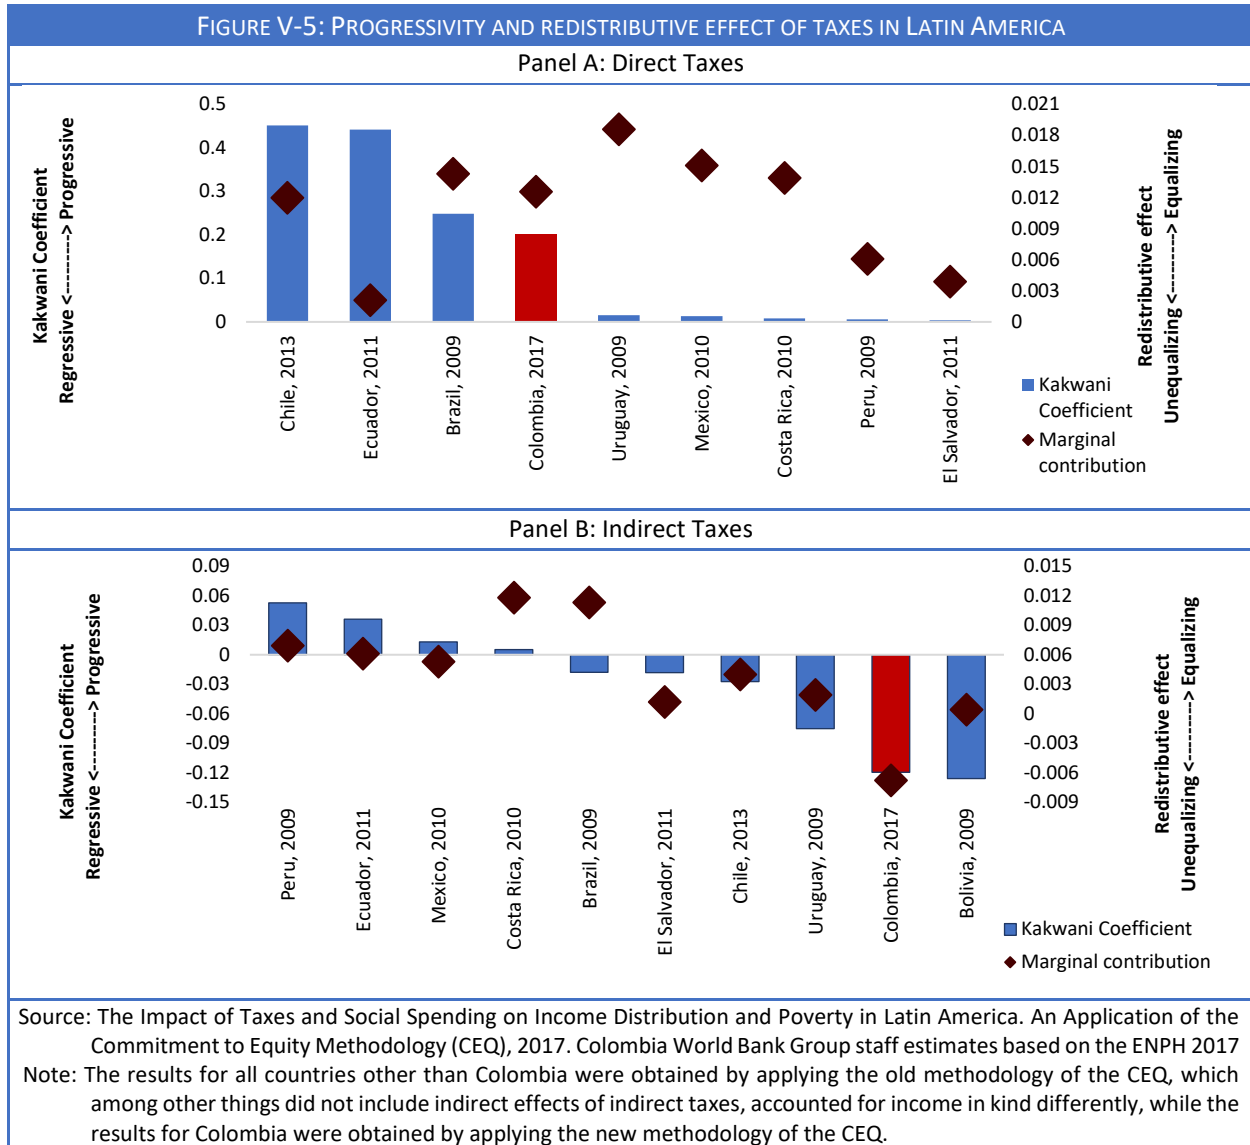 FIGURE V-5: PROGRESSIVITY AND REDISTRIBUTIVE EFFECT OF TAXES IN LATIN AMERICA
Panel A: Direct Taxes
Kakwani Coefficient
Regressive <---------> Progressive
0.5
0.4
0.3
0.2
0.1
0
0.021
0.018
0.015
0.012
0.009
0.006
0.003
0
Redistributive effect
Unequalizing <---------> Equalizing
Chile, 2013
Ecuador, 2011
Brazil, 2009
Colombia, 2017
Uruguay, 2009
Mexico, 2010
Costa Rica, 2010
Peru, 2009
El Salvador, 2011
Kakwani
Coefficient
Marginal
contribution
Panel B: Indirect Taxes
Kakwani Coefficient
Regressive <---------> Progressive
0.09
0.06
0.03
0
-0.03
-0.06
-0.09
-0.12
-0.15
0.015
0.012
0.009
0.006
0.003
0
-0.003
-0.006
-0.009
Redistributive effect
Unequalizing <---------> Equalizing
Peru, 2009
Ecuador, 2011
Mexico, 2010
Costa Rica, 2010
Brazil, 2009
El Salvador, 2011
Chile, 2013
Uruguay, 2009
Colombia, 2017
Bolivia, 2009
Kakwani Coefficient
Marginal contribution
Source: The Impact of Taxes and Social Spending on Income Distribution and Poverty in Latin America. An Application of the
Commitment to Equity Methodology (CEQ), 2017. Colombia World Bank Group staff estimates based on the ENPH 2017
Note: The results for all countries other than Colombia were obtained by applying the old methodology of the CEQ, which
among other things did not include indirect effects of indirect taxes, accounted for income in kind differently, while the
results for Colombia were obtained by applying the new methodology of the CEQ.